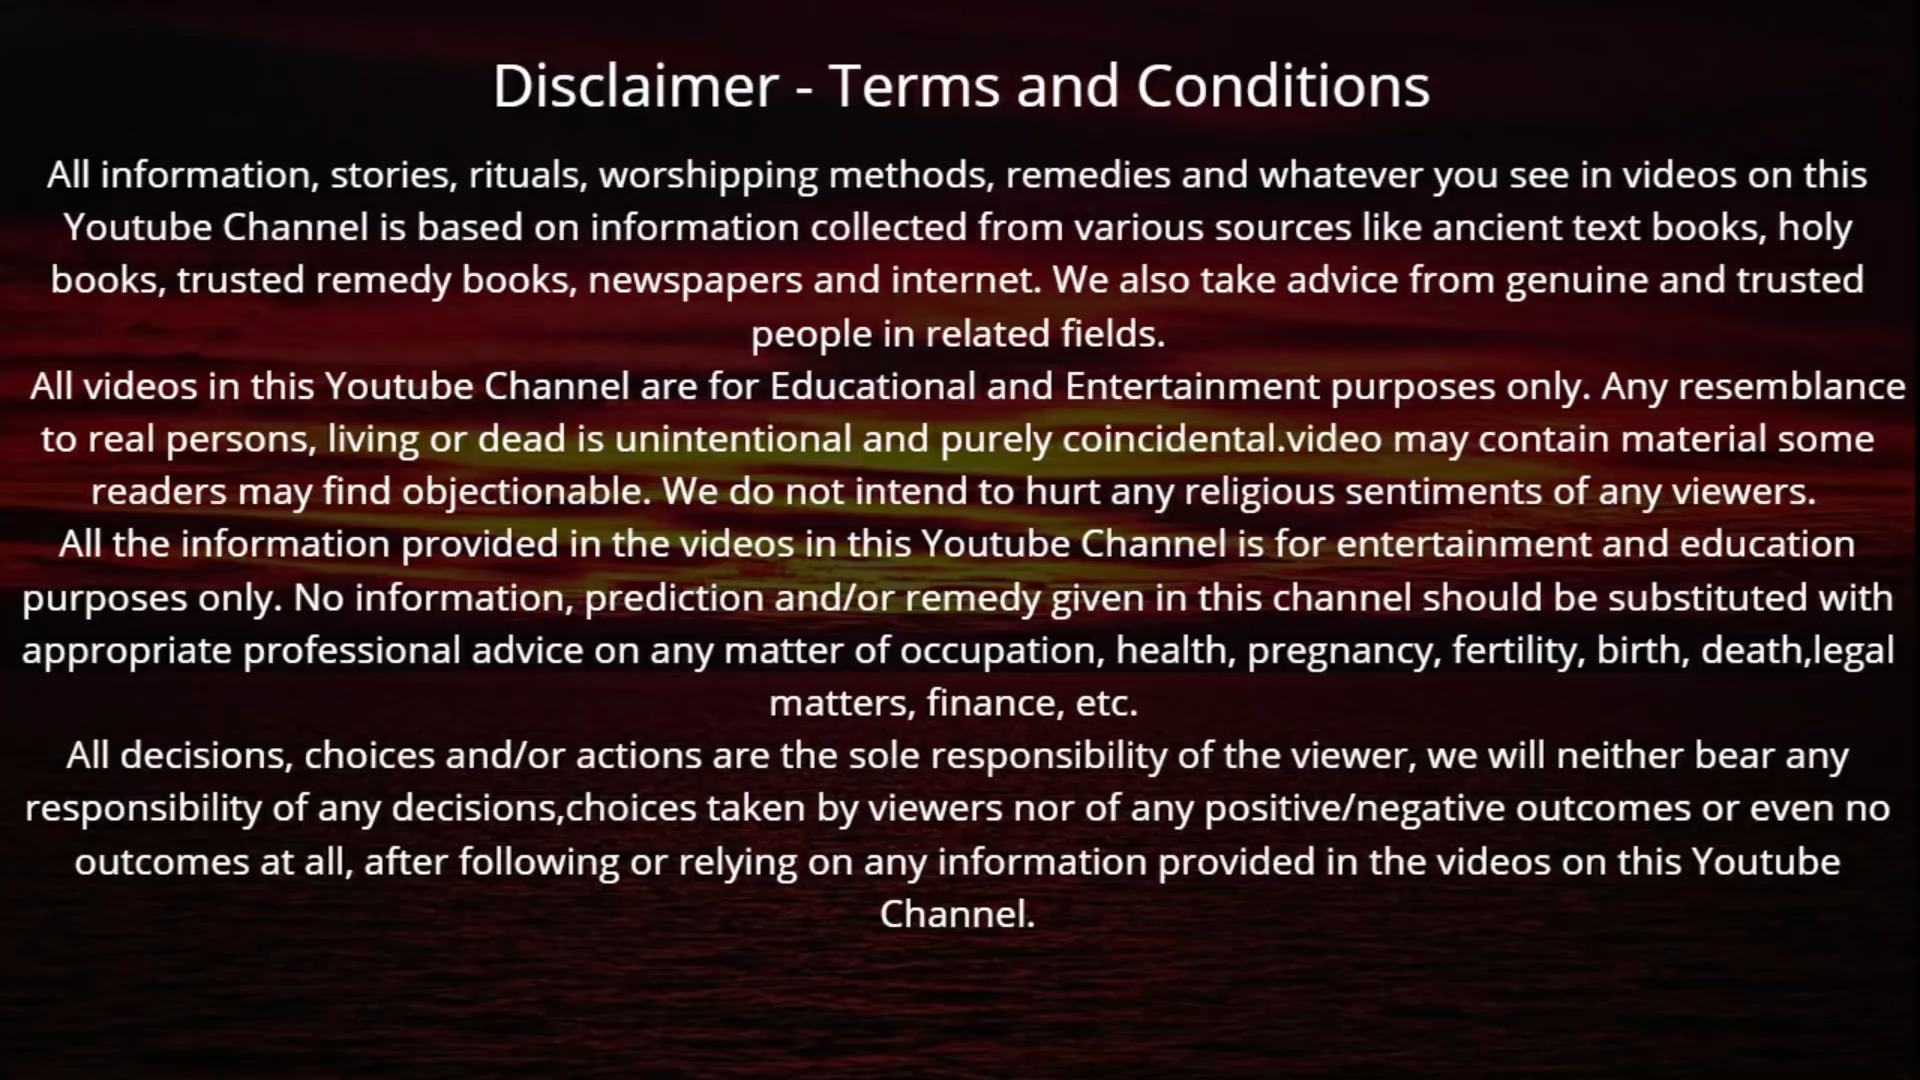 Disclaimer - Terms and Conditions
All information, stories, rituals, worshipping methods, remedies and whatever you see in videos on this
Youtube Channel is based on information collected from various sources like ancient text books, holy
books, trusted remedy books, newspapers and internet. We also take advice from genuine and trusted
people in related fields.
All videos in this Youtube Channel are for Educational and Entertainment purposes only. Any resemblance
to real persons, living or dead is unintentional and purely coincidental.video may contain material some
readers may find objectionable. We do not intend to hurt any religious sentiments of any viewers.
All the information provided in the videos in this Youtube Channel is for entertainment and education
purposes only. No information, prediction and/or remedy given in this channel should be substituted with
appropriate professional advice on any matter of occupation, health, pregnancy, fertility, birth, death,legal
matters, finance, etc.
All decisions, choices and/or actions are the sole responsibility of the viewer, we will neither bear any
responsibility of any decisions,choices taken by viewers nor of any positive/negative outcomes or even no
outcomes at all, after following or relying on any information provided in the videos on this Youtube
Channel.